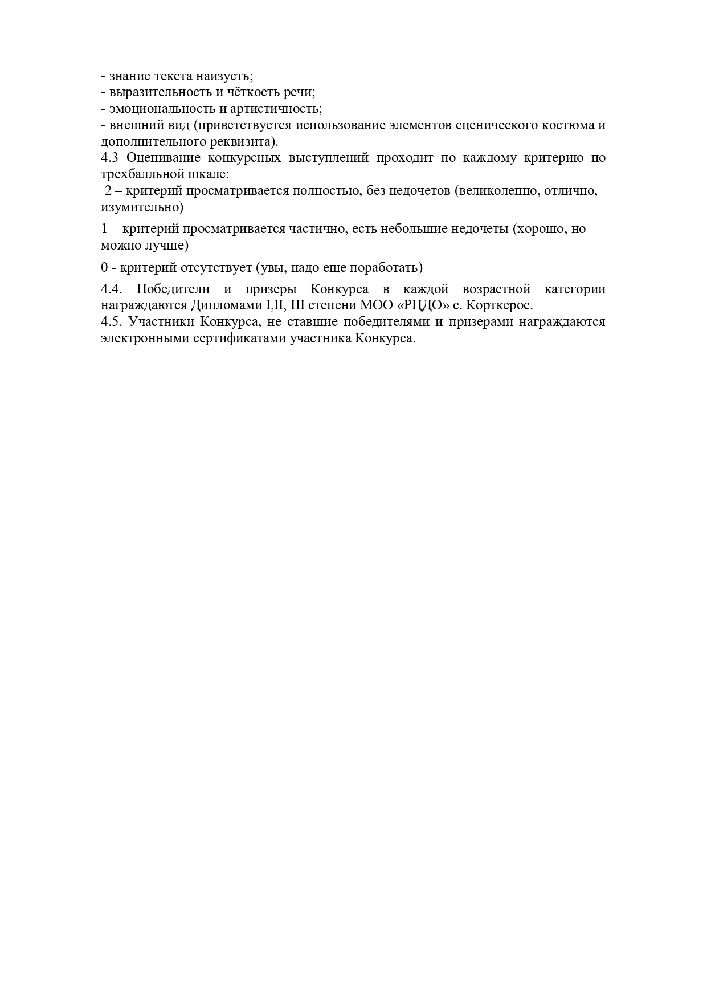 - знание текста наизусть;
- выразительность и чёткость речи;
- эмоциональность и артистичность;
- внешний вид (приветствуется использование элементов сценического костюма и
дополнительного реквизита).
4.3 Оценивание конкурсных выступлений проходит по каждому критерию по
трехбалльной шкале:
2 – критерий просматривается полностью, без недочетов (великолепно, отлично,
изумительно)
1 – критерий просматривается частично, есть небольшие недочеты (хорошо, но
можно лучше)
0 - критерий отсутствует (увы, надо еще поработать)
4.4. Победители и призеры Конкурса в каждой возрастной категории
награждаются Дипломами I,II, III степени МОО «РЦДО» с. Корткерос.
4.5. Участники Конкурса, не ставшие победителями и призерами награждаются
электронными сертификатами участника Конкурса.